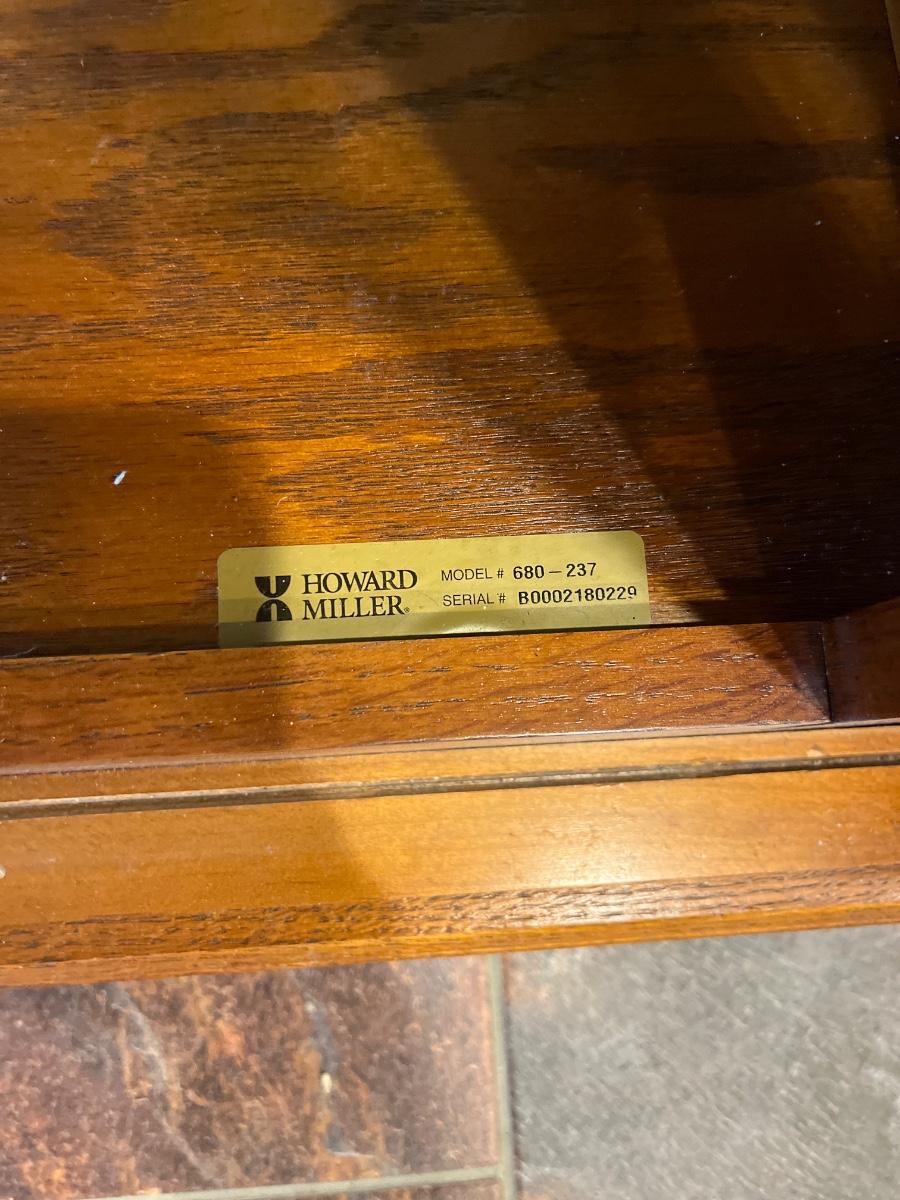 HOWARD MILLER®
MODEL # 680-237
SERIAL # B0002180229